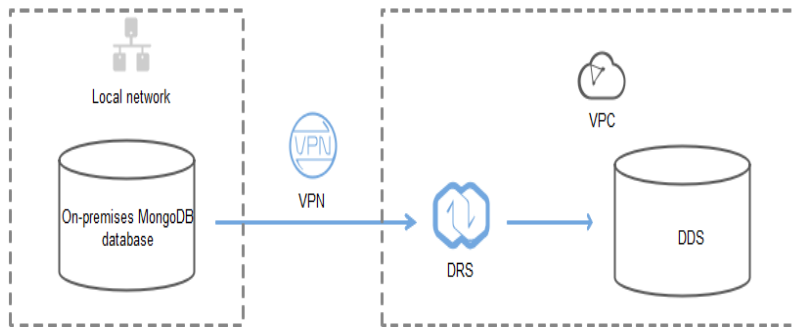 Local network
On-premises MongoDB
database
VPN
VPN
VPC
DRS
DDS